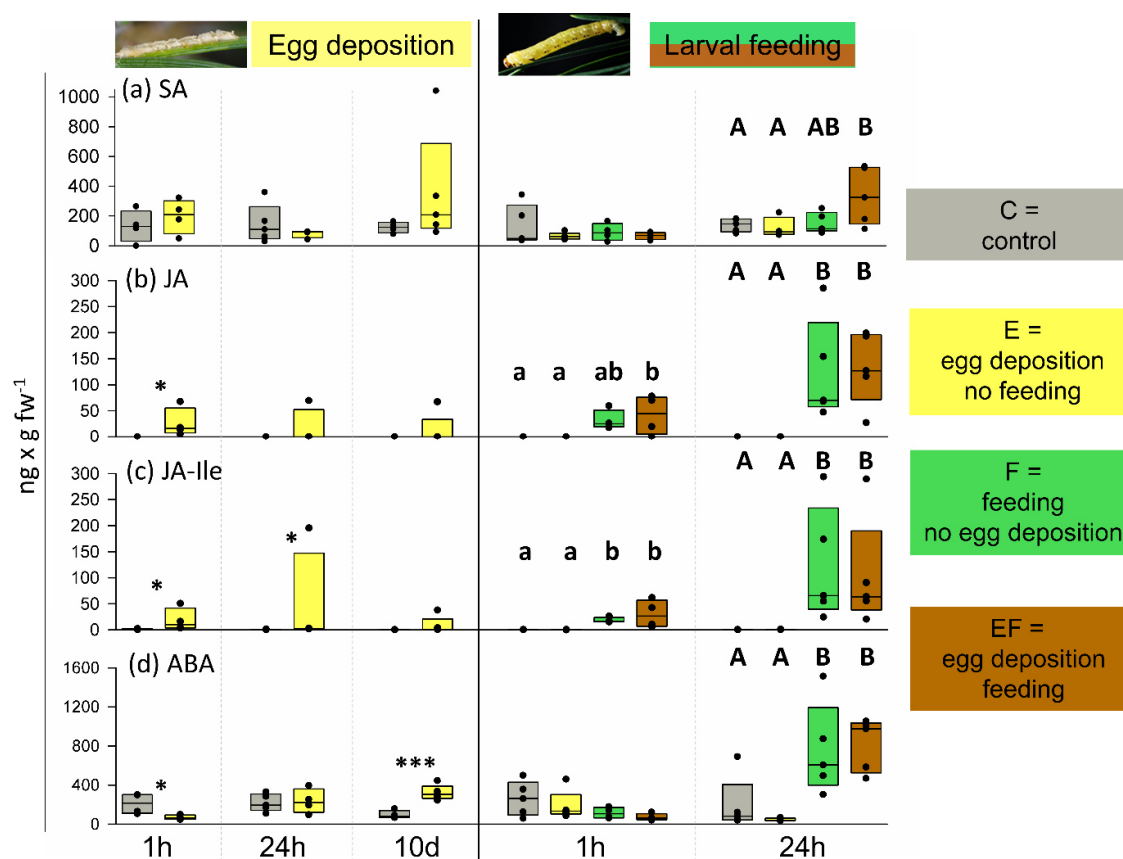 Egg deposition
Larval feeding
(a) SA
1000
800
600
400
200
0
A A AB B
(b) JA
300
250
200
150
100
50
0
*
a a ab b
A A B B
(c) JA-Ile
300
250
200
150
100
50
0
*
*
a a b b
A A B B
(d) ABA
1600
1200
800
400
0
*
***
A A B B
1h 24h 10d 1h 24h
ng x g fw⁻¹
C =
control
E =
egg deposition
no feeding
F =
feeding
no egg deposition
EF =
egg deposition
feeding